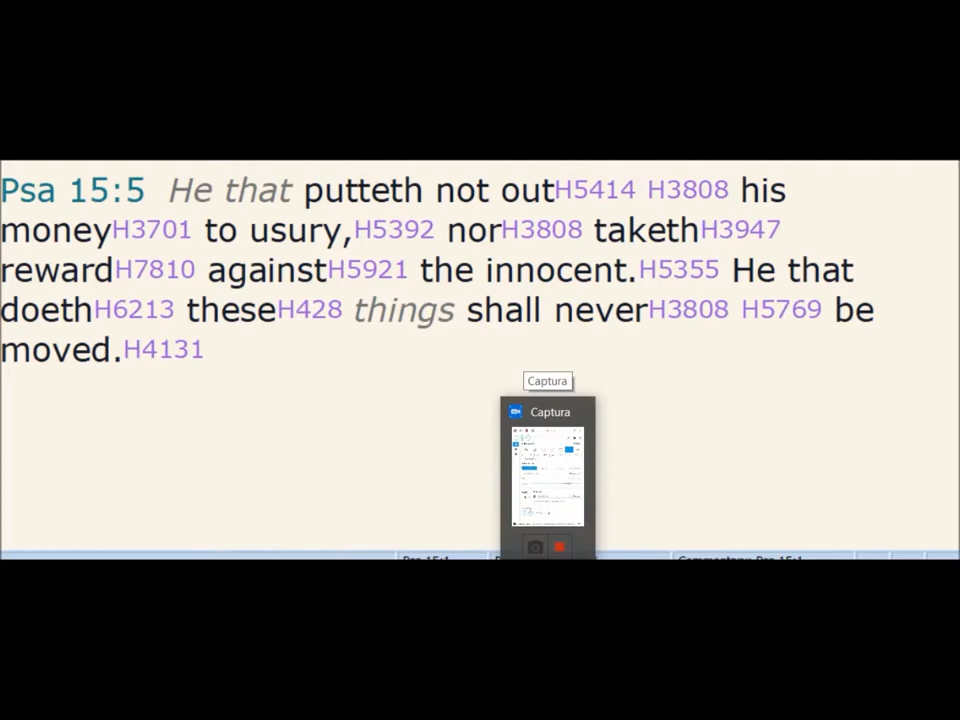 Psa 15:5 He that putteth not outH5414 H3808 his
moneyH3701 to usury,H5392 norH3808 takethH3947
rewardH7810 againstH5921 the innocent.H5355 He that
doethH6213 theseH428 things shall neverH3808 H5769 be
moved.H4131
Captura
Captura